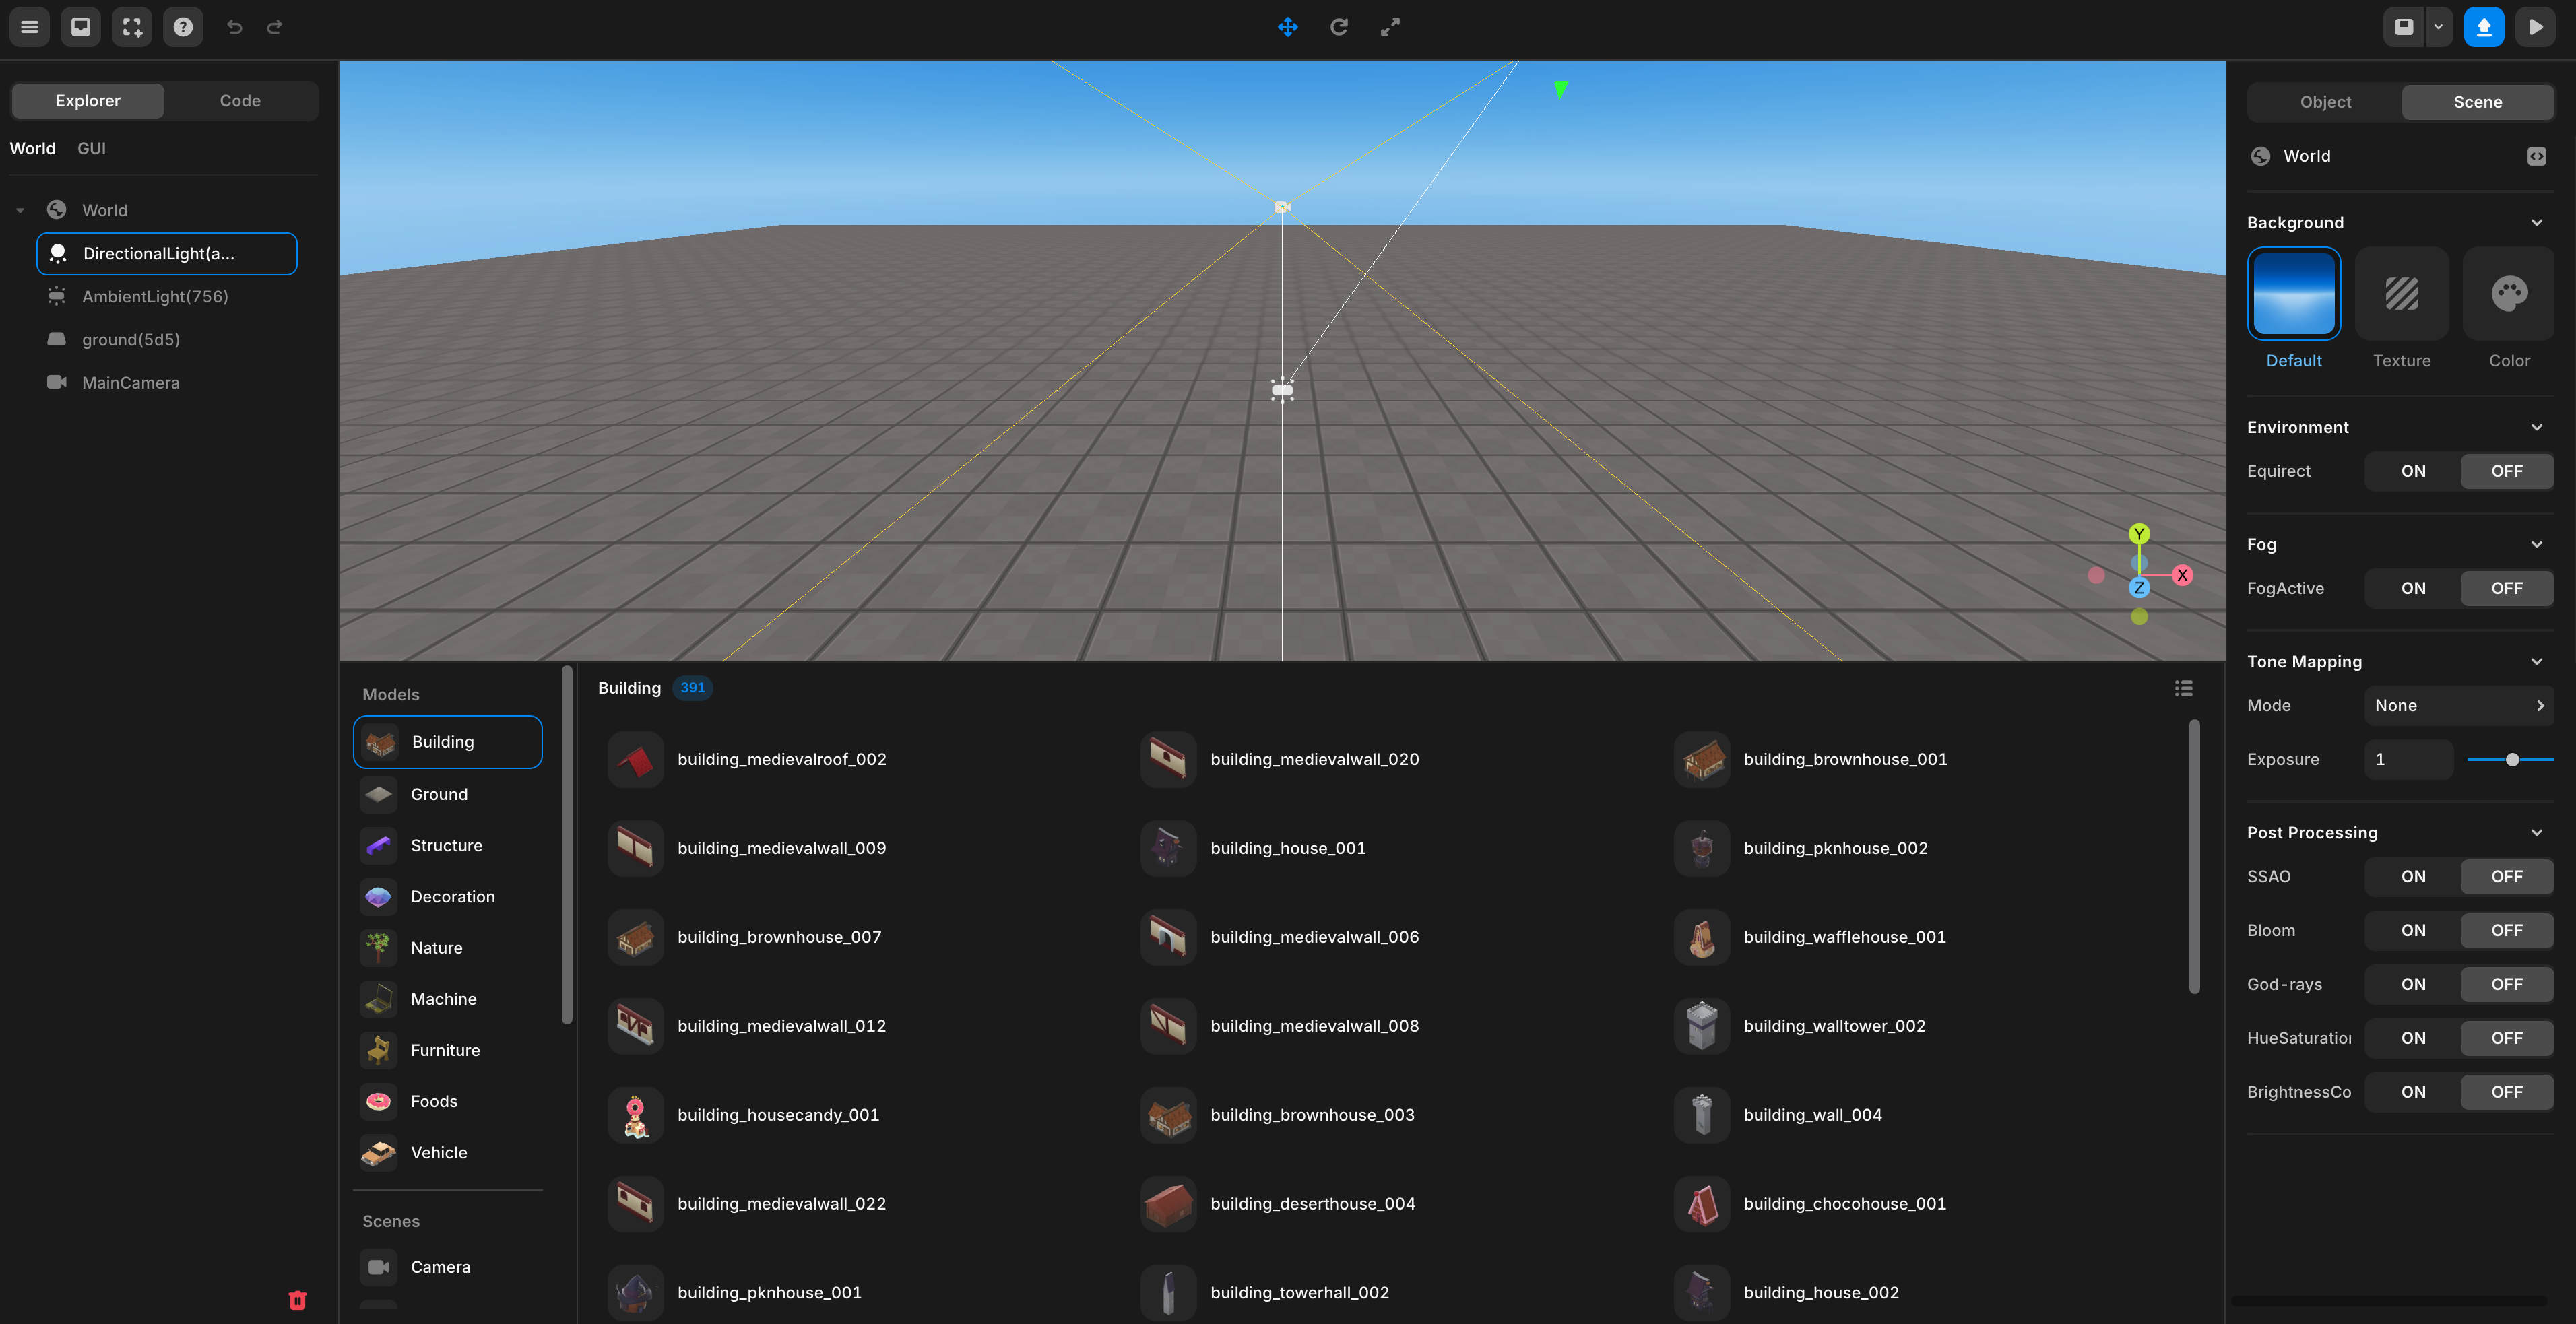 Explorer
Code
World
GUI
World
DirectionalLight(a...
AmbientLight(756)
ground(5d5)
MainCamera
Y
X
Z
Models
Building
Ground
Structure
Decoration
Nature
Machine
Furniture
Foods
Vehicle
Scenes
Camera
Building 391
building_medievalroof_002
building_medievalwall_020
building_brownhouse_001
building_medievalwall_009
building_house_001
building_pknhouse_002
building_brownhouse_007
building_medievalwall_006
building_wafflehouse_001
building_medievalwall_012
building_medievalwall_008
building_walltower_002
building_housecandy_001
building_brownhouse_003
building_wall_004
building_medievalwall_022
building_deserthouse_004
building_chocohouse_001
building_pknhouse_001
building_towerhall_002
building_house_002
Object
Scene
World
Background
Default
Texture
Color
Environment
Equirect ON OFF
Fog
FogActive ON OFF
Tone Mapping
Mode None
Exposure 1
Post Processing
SSAO ON OFF
Bloom ON OFF
God-rays ON OFF
HueSaturatio ON OFF
BrightnessCo ON OFF